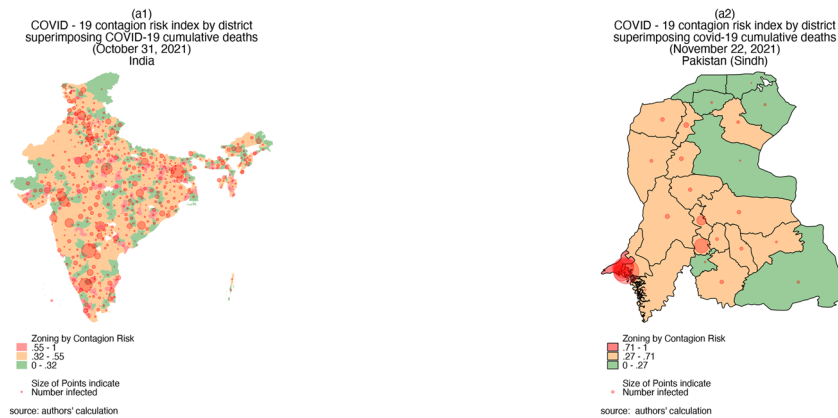 (a1)
COVID - 19 contagion risk index by district
superimposing COVID-19 cumulative deaths
(October 31, 2021)
India
Zoning by Contagion Risk
.55 - 1
.32 - .55
0 - .32
Size of Points indicate
Number infected
source: authors' calculation
(a2)
COVID - 19 contagion risk index by district
superimposing covid-19 cumulative deaths
(November 22, 2021)
Pakistan (Sindh)
Zoning by Contagion Risk
.71 - 1
.27 - .71
0 - .27
Size of Points indicate
Number infected
source: authors' calculation